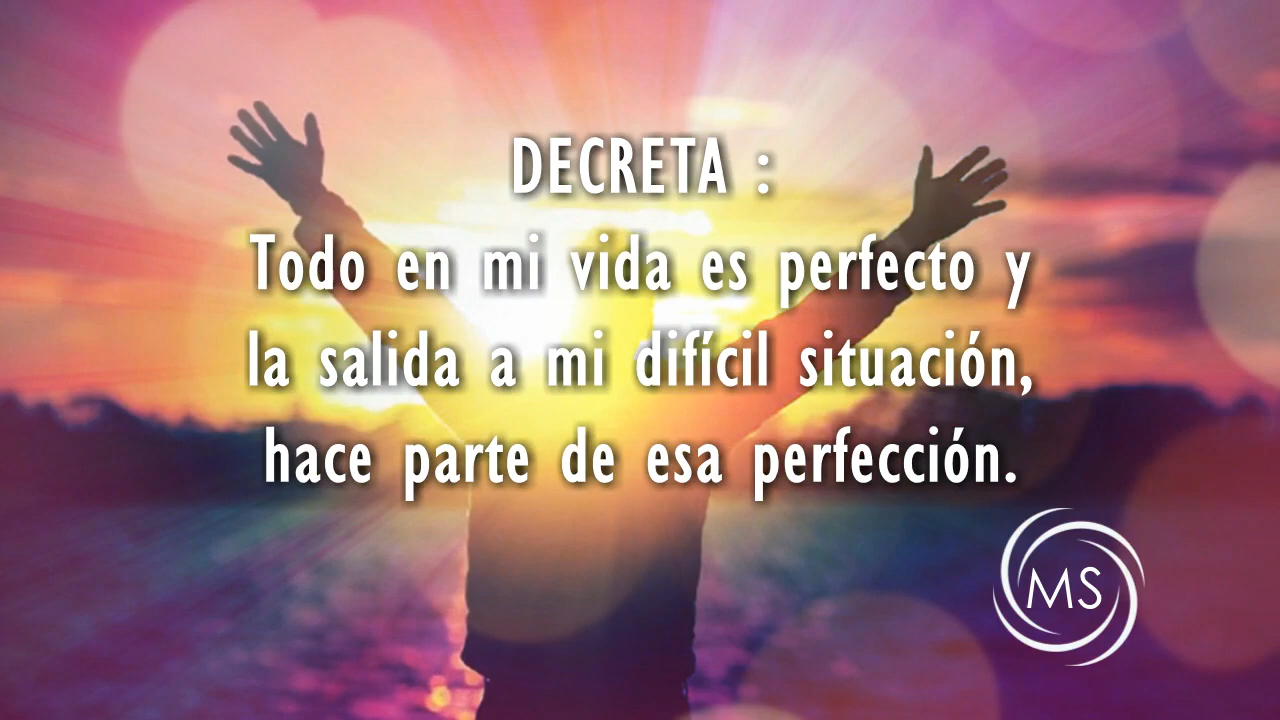 DECRETA :
Todo en mi vida es perfecto y
la salida a mi difícil situación,
hace parte de esa perfección.
MS